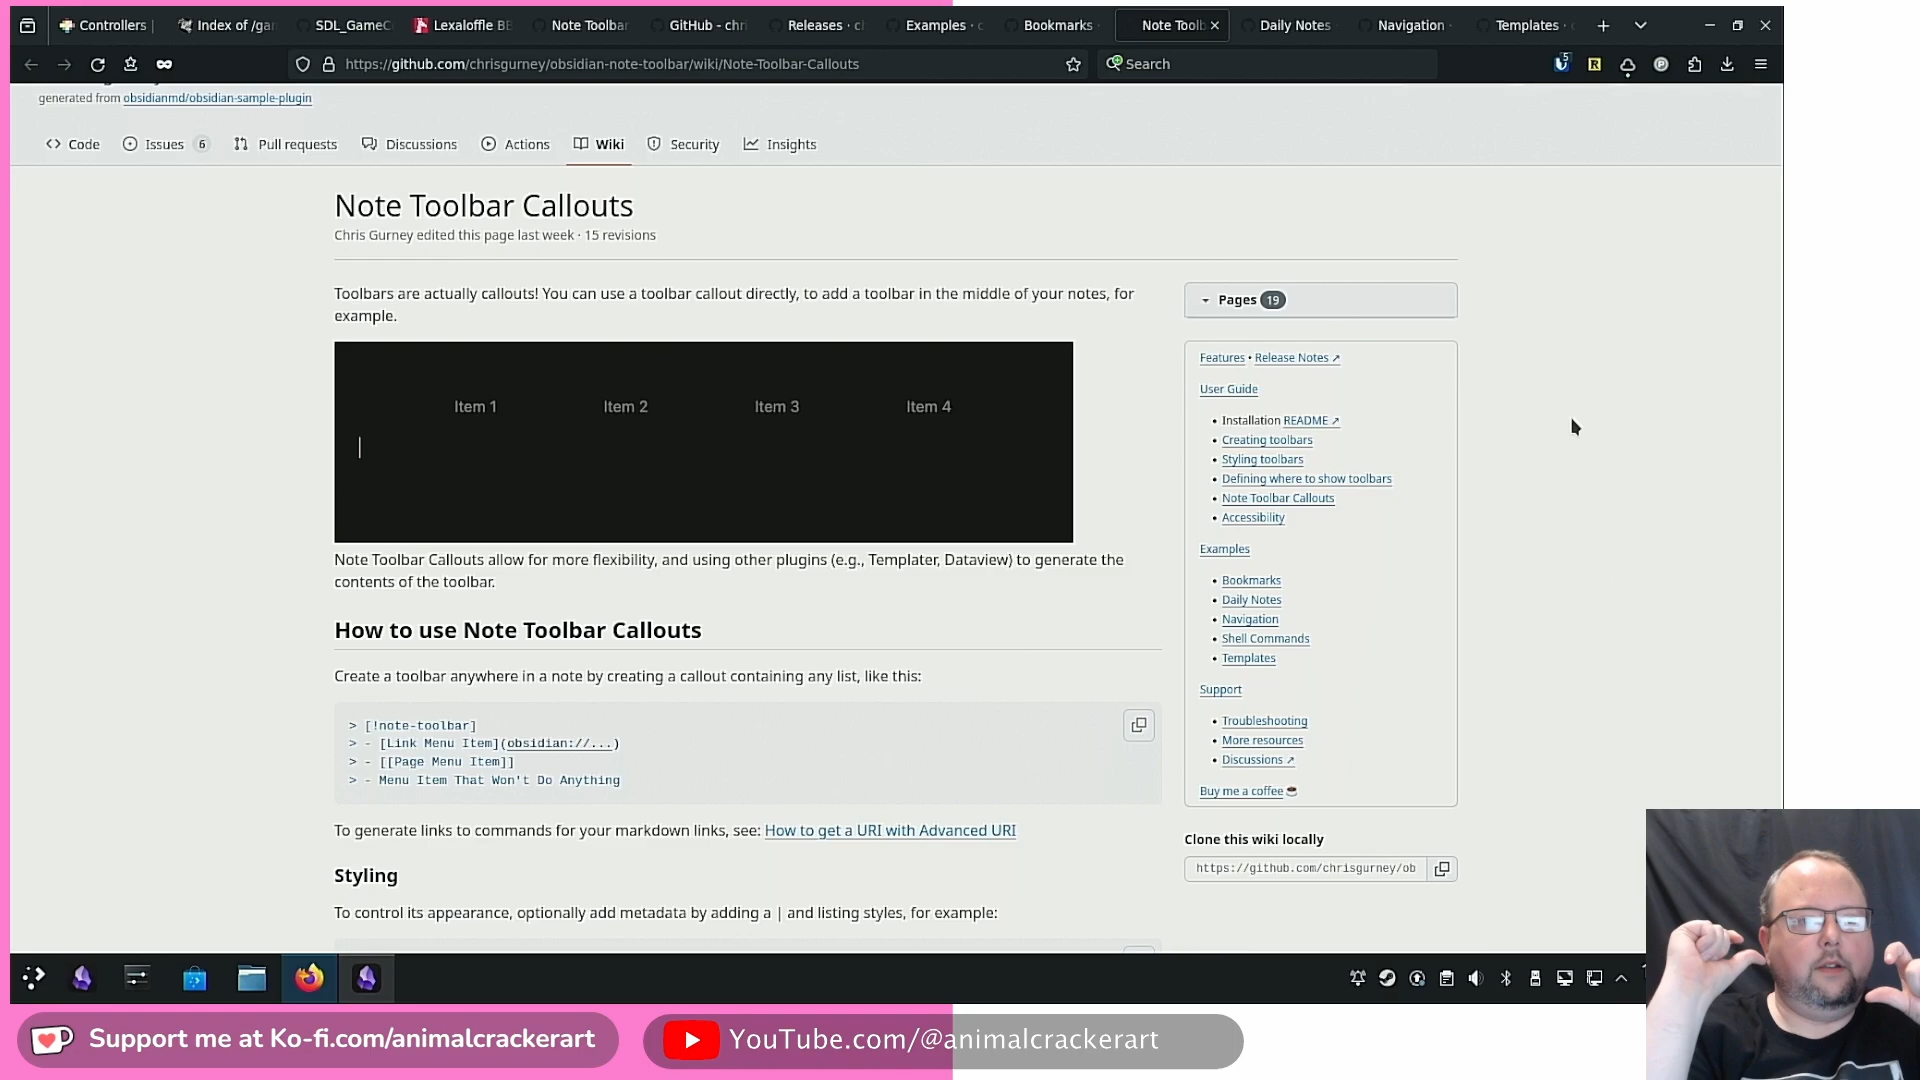 Controllers |
Index of /gar
SDL_GameC
Lexaloffle BB
Note Toolbar
GitHub - chri
Releases · c
Examples · c
Bookmarks
Note Toolb
Daily Notes
Navigation ·
Templates ·
https://github.com/chrisgurney/obsidian-note-toolbar/wiki/Note-Toolbar-Callouts
Search
generated from obsidianmd/obsidian-sample-plugin
Code
Issues 6
Pull requests
Discussions
Actions
Wiki
Security
Insights
Note Toolbar Callouts
Chris Gurney edited this page last week · 15 revisions
Toolbars are actually callouts! You can use a toolbar callout directly, to add a toolbar in the middle of your notes, for
example.
Item 1 Item 2 Item 3 Item 4
Note Toolbar Callouts allow for more flexibility, and using other plugins (e.g., Templater, Dataview) to generate the
contents of the toolbar.
How to use Note Toolbar Callouts
Create a toolbar anywhere in a note by creating a callout containing any list, like this:
> [!note-toolbar]
> - [Link Menu Item](obsidian://...)
> - [[Page Menu Item]]
> - Menu Item That Won't Do Anything
To generate links to commands for your markdown links, see: How to get a URI with Advanced URI
Styling
To control its appearance, optionally add metadata by adding a | and listing styles, for example:
Pages 19
Features • Release Notes ↗
User Guide
• Installation README ↗
• Creating toolbars
• Styling toolbars
• Defining where to show toolbars
• Note Toolbar Callouts
• Accessibility
Examples
• Bookmarks
• Daily Notes
• Navigation
• Shell Commands
• Templates
Support
• Troubleshooting
• More resources
• Discussions ↗
Buy me a coffee ☕
Clone this wiki locally
https://github.com/chrisgurney/ob
Support me at Ko-fi.com/animalcrackerart
YouTube.com/@animalcrackerart